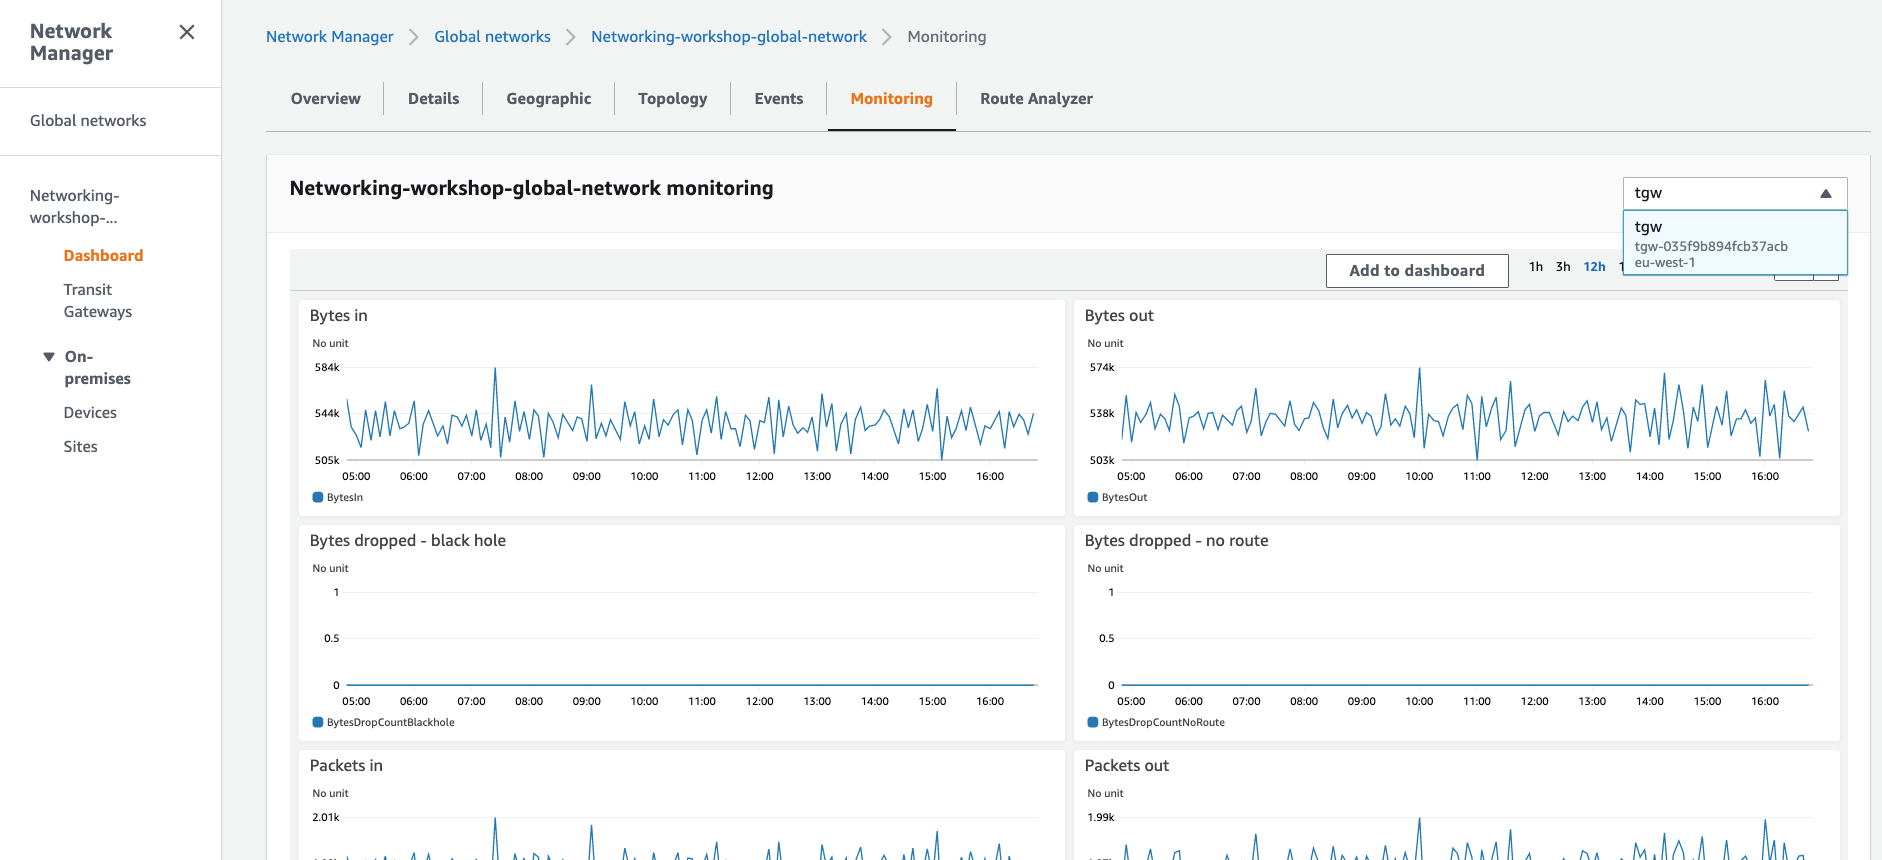 Network
Manager
Global networks
Networking-
workshop-...
Dashboard
Transit
Gateways
On-
premises
Devices
Sites
Network Manager
Global networks
Networking-workshop-global-network
Monitoring
Overview
Details
Geographic
Topology
Events
Monitoring
Route Analyzer
Networking-workshop-global-network monitoring
tgw
tgw
tgw-035f9b894fcb37acb
eu-west-1
Add to dashboard
1h 3h 12h
Bytes in
No unit
584k
544k
505k
05:00 06:00 07:00 08:00 09:00 10:00 11:00 12:00 13:00 14:00 15:00 16:00
BytesIn
Bytes out
No unit
574k
538k
503k
05:00 06:00 07:00 08:00 09:00 10:00 11:00 12:00 13:00 14:00 15:00 16:00
BytesOut
Bytes dropped - black hole
No unit
1
0.5
0
05:00 06:00 07:00 08:00 09:00 10:00 11:00 12:00 13:00 14:00 15:00 16:00
BytesDropCountBlackhole
Bytes dropped - no route
No unit
1
0.5
0
05:00 06:00 07:00 08:00 09:00 10:00 11:00 12:00 13:00 14:00 15:00 16:00
BytesDropCountNoRoute
Packets in
No unit
2.01k
Packets out
No unit
1.99k